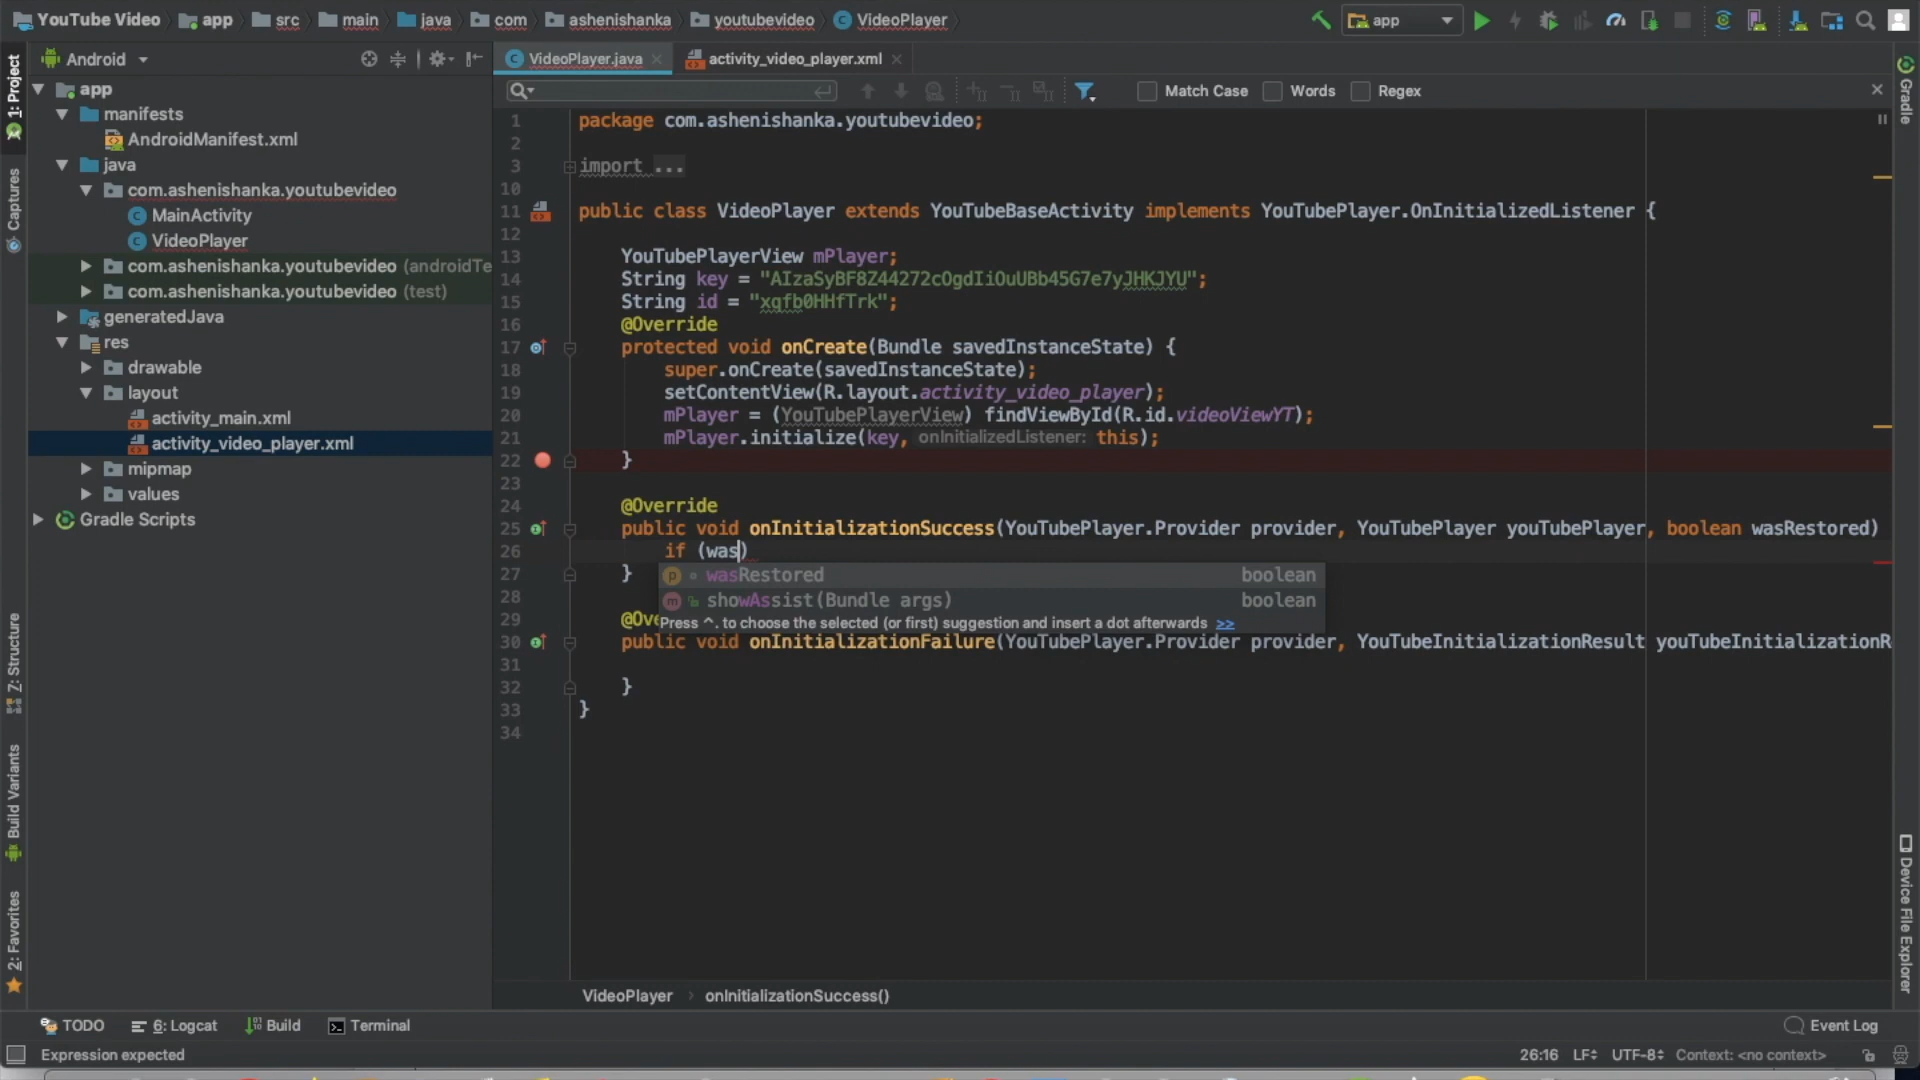 YouTube Video app src main java com ashenishanka youtubevideo VideoPlayer app
Android
VideoPlayer.java activity_video_player.xml
Match Case Words Regex
1: Project
Captures
Z: Structure
Build Variants
2: Favorites
app
manifests
AndroidManifest.xml
java
com.ashenishanka.youtubevideo
MainActivity
VideoPlayer
com.ashenishanka.youtubevideo (androidTe
com.ashenishanka.youtubevideo (test)
generatedJava
res
drawable
layout
activity_main.xml
activity_video_player.xml
mipmap
values
Gradle Scripts
1 package com.ashenishanka.youtubevideo;
2
3 import ...
10
11 public class VideoPlayer extends YouTubeBaseActivity implements YouTubePlayer.OnInitializedListener {
12
13 YouTubePlayerView mPlayer;
14 String key = "AIzaSyBF8Z44272cOgdIiOuUBb45G7e7yJHKJYU";
15 String id = "xqfb0HHfTrk";
16 @Override
17 protected void onCreate(Bundle savedInstanceState) {
18 super.onCreate(savedInstanceState);
19 setContentView(R.layout.activity_video_player);
20 mPlayer = (YouTubePlayerView) findViewById(R.id.videoViewYT);
21 mPlayer.initialize(key, onInitializedListener: this);
22 }
23
24 @Override
25 public void onInitializationSuccess(YouTubePlayer.Provider provider, YouTubePlayer youTubePlayer, boolean wasRestored)
26 if (was)
27 }
wasRestored boolean
28
showAssist(Bundle args) boolean
29 @Ove
Press ^. to choose the selected (or first) suggestion and insert a dot afterwards >>
30 public void onInitializationFailure(YouTubePlayer.Provider provider, YouTubeInitializationResult youTubeInitializationR
31
32 }
33 }
34
VideoPlayer onInitializationSuccess()
Gradle
Device File Explorer
TODO 6: Logcat Build Terminal Event Log
Expression expected 26:16 LF UTF-8 Context: <no context>